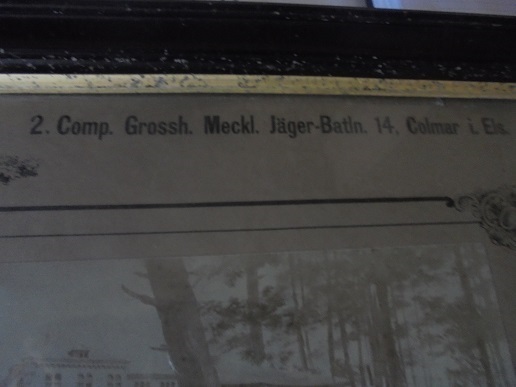 2. Comp. Grossh. Meckl. Jäger-Batln. 14, Colmar i. Els.